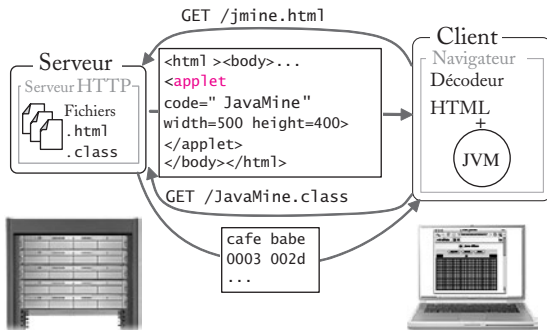 GET /jmine.html
Serveur
Serveur HTTP
Fichiers
.html
.class
<html ><body>...
<applet
code=" JavaMine"
width=500 height=400>
</applet>
</body></html>
Client
Navigateur
Décodeur
HTML
+
JVM
GET /JavaMine.class
cafe babe
0003 002d
...